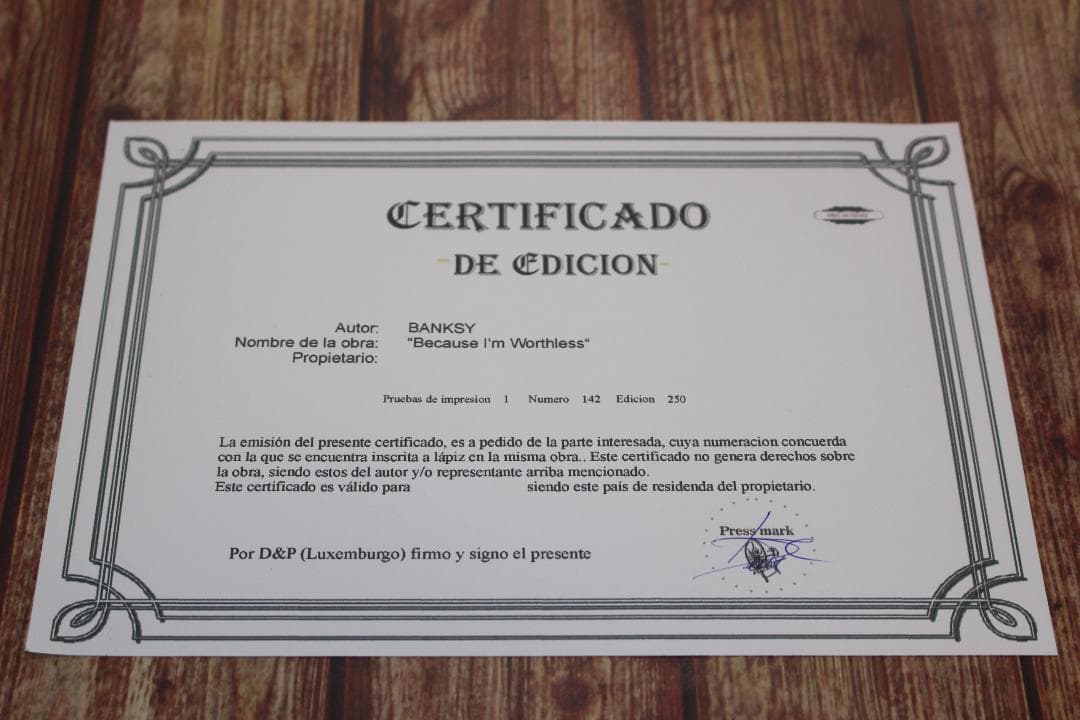 CERTIFICADO
-DE EDICION-
Autor: BANKSY
Nombre de la obra: "Because I'm Worthless"
Propietario:
Pruebas de impresion 1 Numero 142 Edicion 250
La emisión del presente certificado, es a pedido de la parte interesada, cuya numeracion concuerda
con la que se encuentra inscrita a lápiz en la misma obra.. Este certificado no genera derechos sobre
la obra, siendo estos del autor y/o representante arriba mencionado.
Este certificado es válido para siendo este país de residenda del propietario.
Press mark
Por D&P (Luxemburgo) firmo y signo el presente